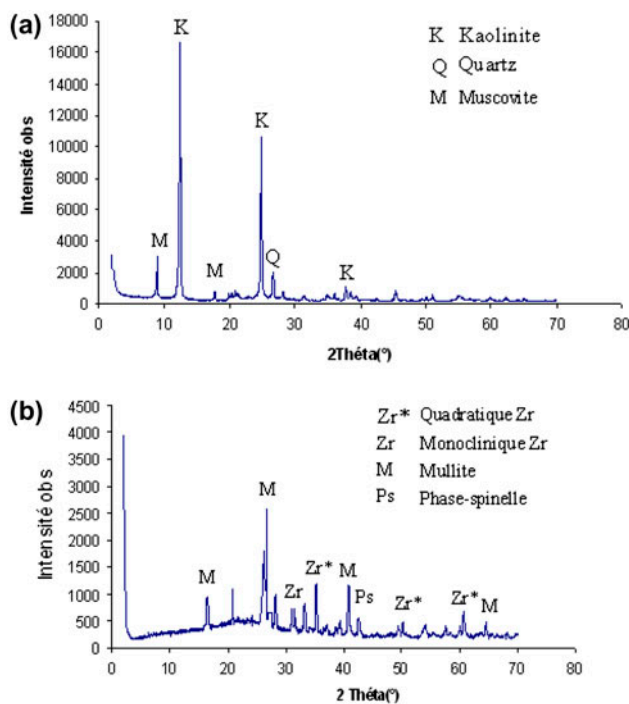 (a)
18000
16000
14000
12000
10000
8000
6000
4000
2000
0
Intensité obs
K
K
M
M
Q
K
K Kaolinite
Q Quartz
M Muscovite
0 10 20 30 40 50 60 70 80
2Théta(°)
(b)
4500
4000
3500
3000
2500
2000
1500
1000
500
0
Intensité obs
Zr* Quadratique Zr
Zr Monoclinique Zr
M Mullite
Ps Phase-spinelle
M
M
Zr
Zr*
M
Ps
Zr*
Zr*
M
0 10 20 30 40 50 60 70 80
2 Théta(°)